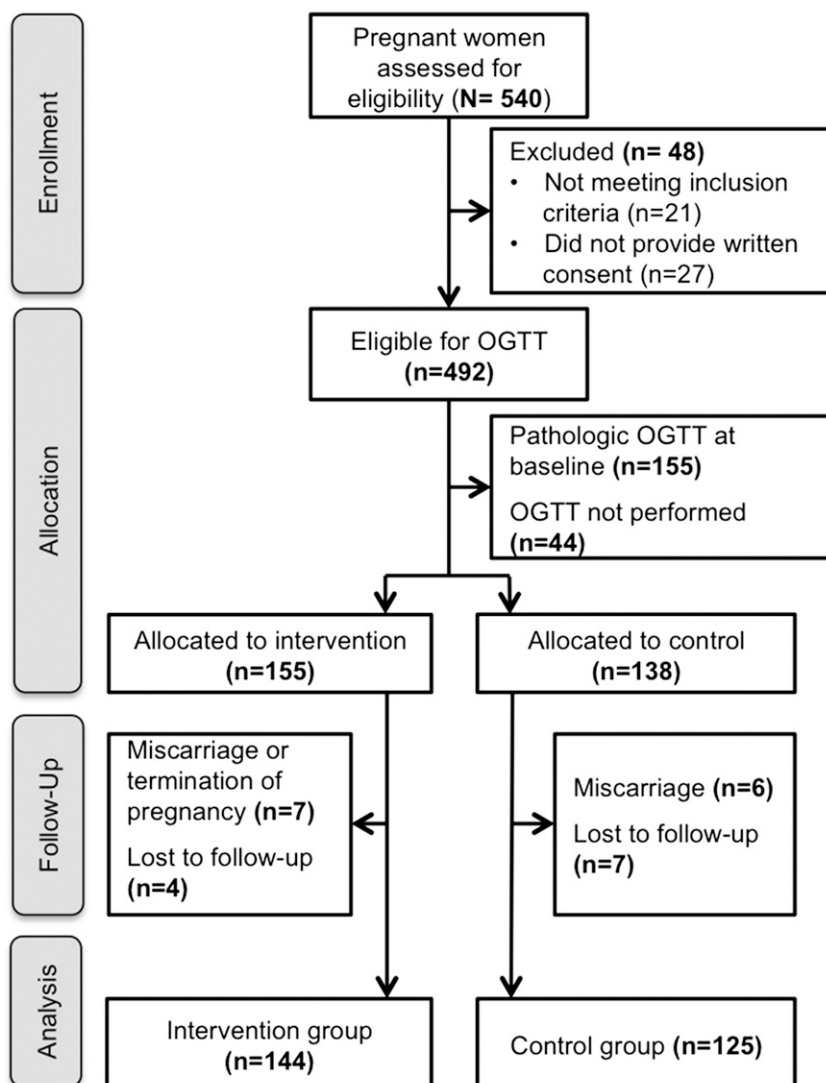 Enrollment
Pregnant women
assessed for
eligibility (N= 540)
Excluded (n= 48)
• Not meeting inclusion
criteria (n=21)
• Did not provide written
consent (n=27)
Allocation
Eligible for OGTT
(n=492)
Pathologic OGTT at
baseline (n=155)
OGTT not performed
(n=44)
Allocated to intervention
(n=155)
Allocated to control
(n=138)
Follow-Up
Miscarriage or
termination of
pregnancy (n=7)
Lost to follow-up
(n=4)
Miscarriage (n=6)
Lost to follow-up
(n=7)
Analysis
Intervention group
(n=144)
Control group (n=125)